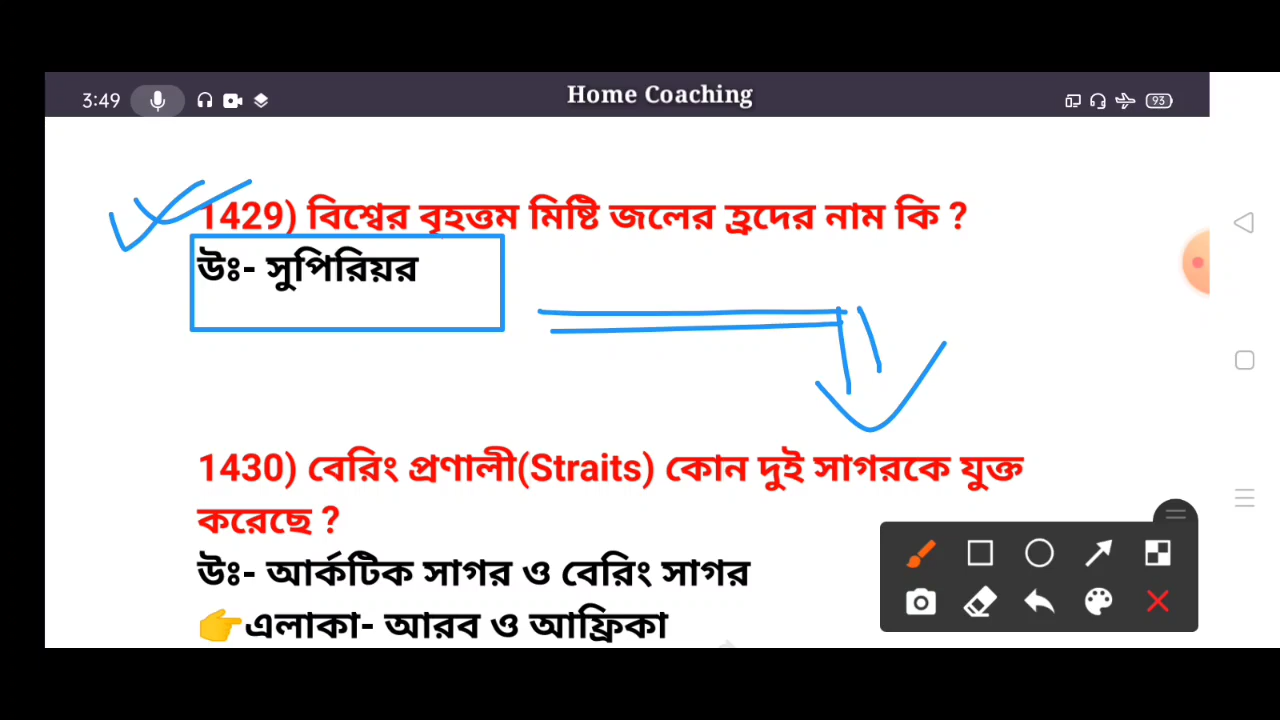 3:49
Home Coaching
93
1429) বিশ্বের বৃহত্তম মিষ্টি জলের হ্রদের নাম কি ?
উঃ- সুপিরিয়র
1430) বেরিং প্রণালী(Straits) কোন দুই সাগরকে যুক্ত
করেছে ?
উঃ- আর্কটিক সাগর ও বেরিং সাগর
👉এলাকা- আরব ও আফ্রিকা